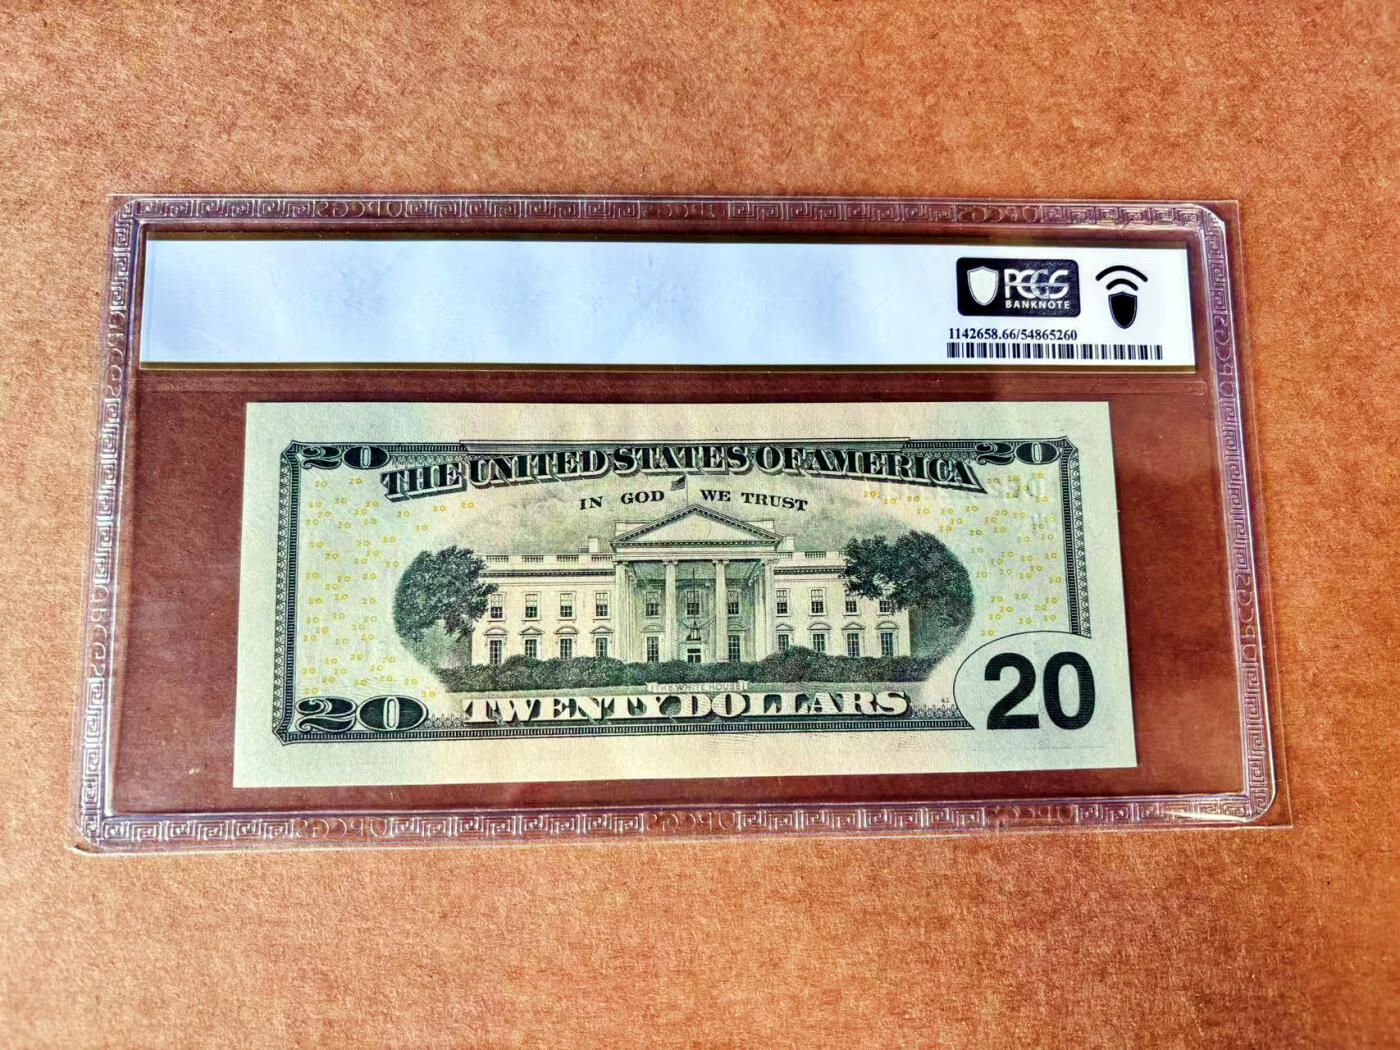 PCGS
BANKNOTE
1142658.66/54865260
20 20
THE UNITED STATES OF AMERICA
IN GOD WE TRUST
THE WHITE HOUSE
20 TWENTY DOLLARS 20